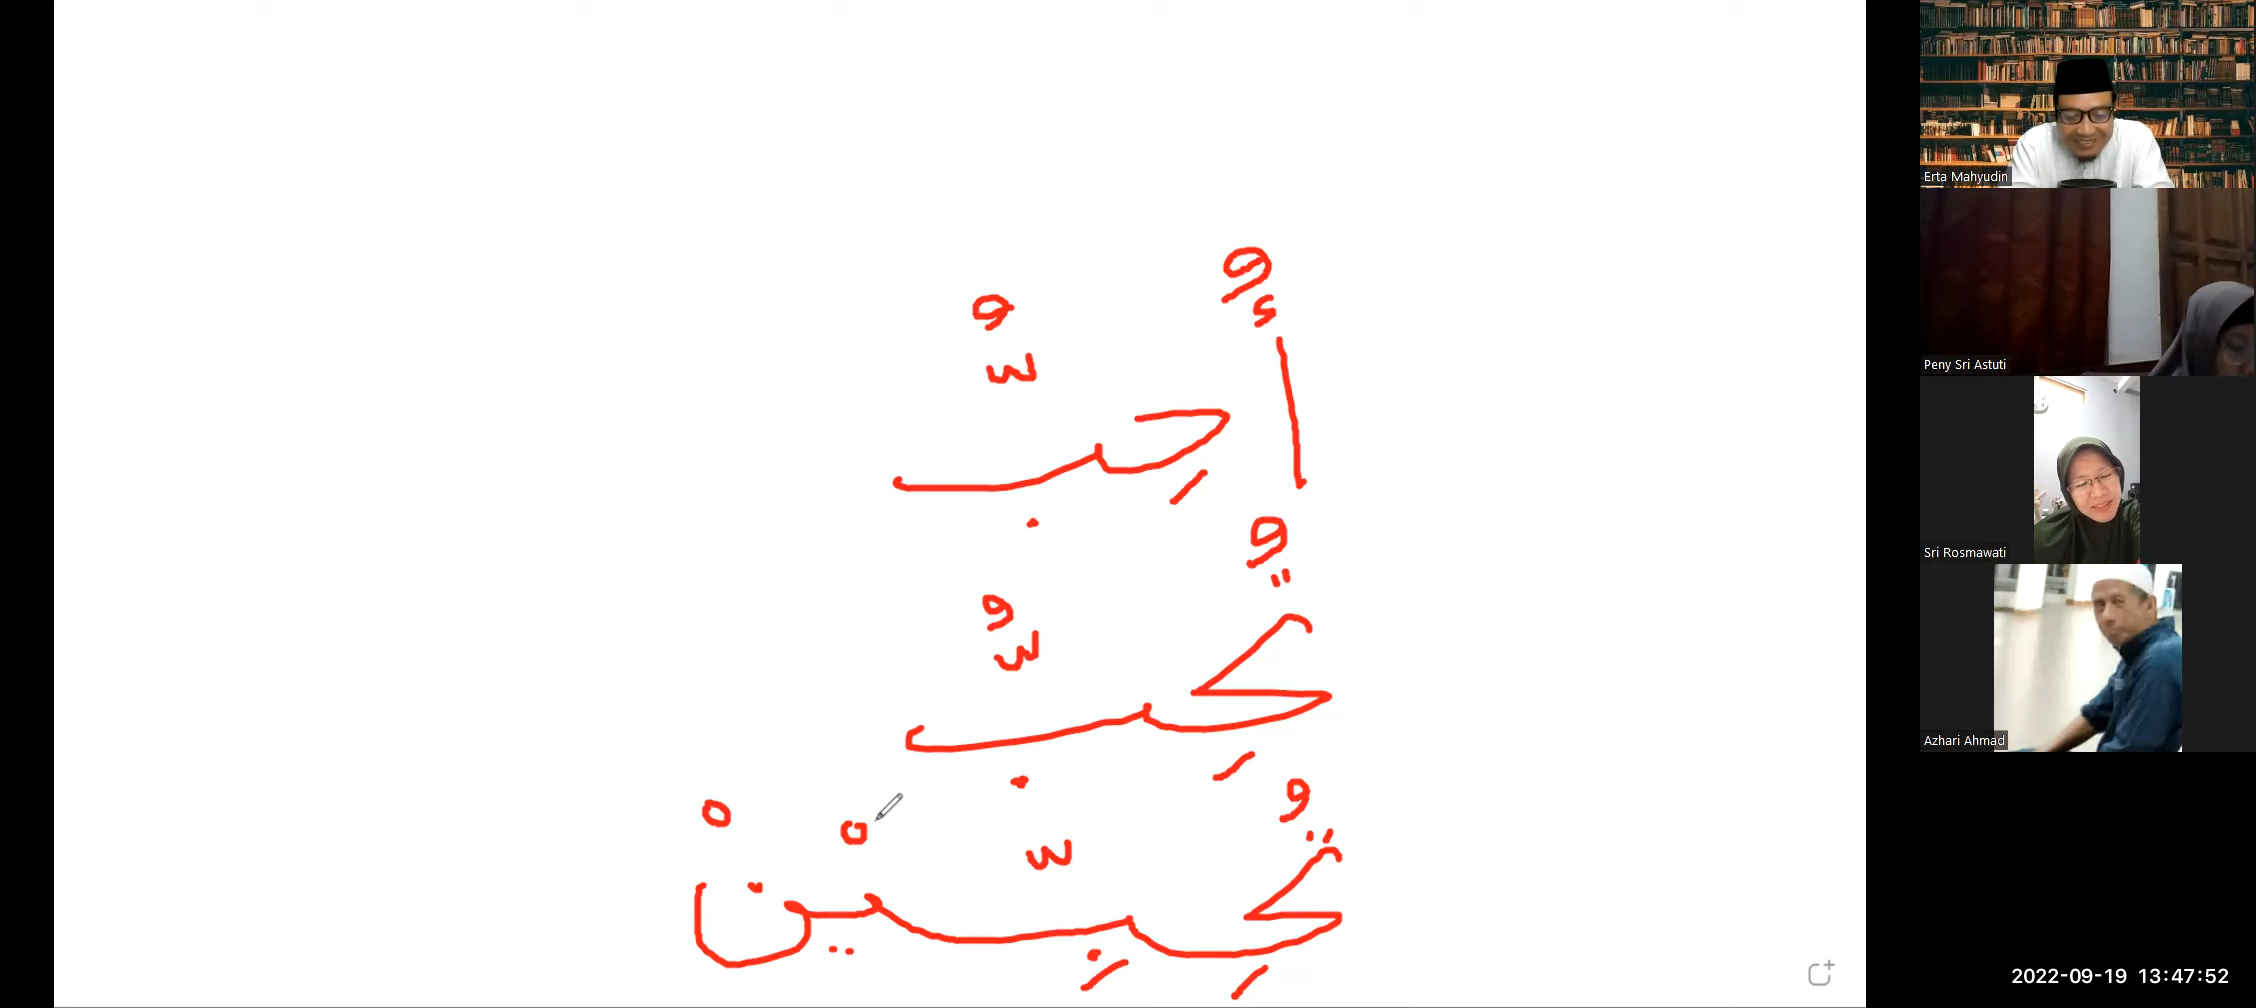 أُحِبُّ
تُحِبُّ
تُحِبِّيْنْ
Erta Mahyudin
Peny Sri Astuti
Sri Rosmawati
Azhari Ahmad
2022-09-19 13:47:52